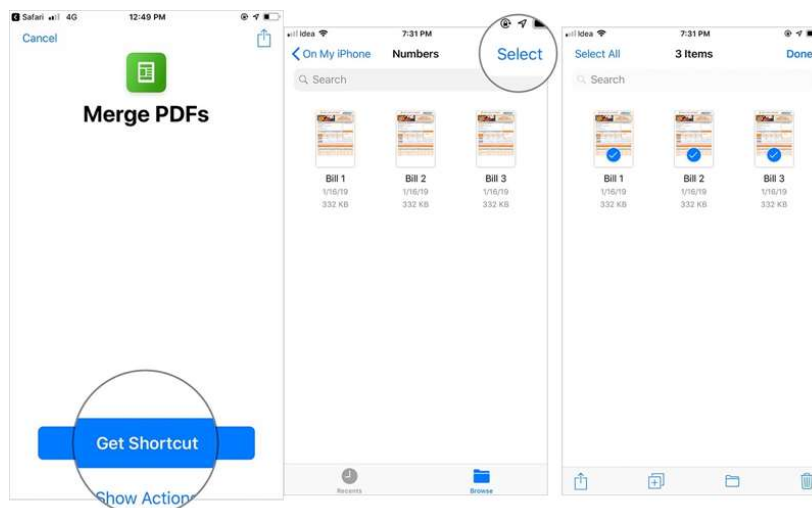 Safari 4G 12:49 PM
Cancel
Merge PDFs
Get Shortcut
Show Actions
Idea 7:31 PM
On My iPhone Numbers Select
Search
Bill 1 Bill 2 Bill 3
1/16/19 1/16/19 1/16/19
332 KB 332 KB 332 KB
Recents Browse
Idea 7:31 PM
Select All 3 Items Done
Search
Bill 1 Bill 2 Bill 3
1/16/19 1/16/19 1/16/19
332 KB 332 KB 332 KB